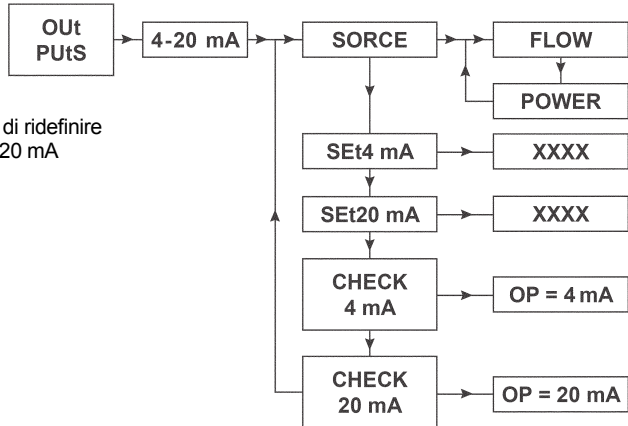 OUt
PUtS
4-20 mA
SORCE
FLOW
POWER
di ridefinire
20 mA
SEt4 mA
XXXX
SEt20 mA
XXXX
CHECK
4 mA
OP = 4 mA
CHECK
20 mA
OP = 20 mA